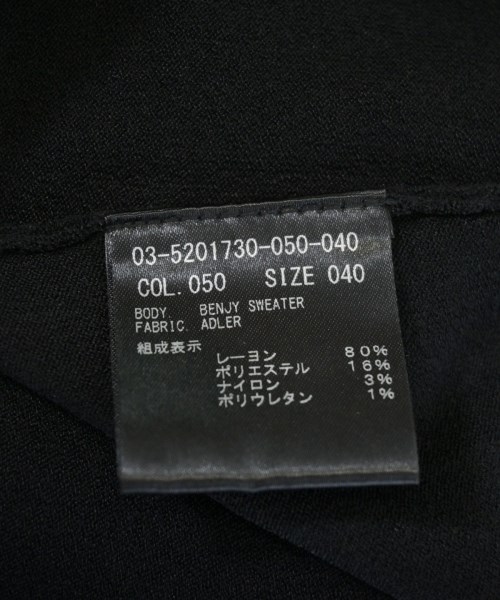 03-5201730-050-040
COL. 050 SIZE 040
BODY. BENJY SWEATER
FABRIC. ADLER
組成表示
レーヨン 80%
ポリエステル 16%
ナイロン 3%
ポリウレタン 1%